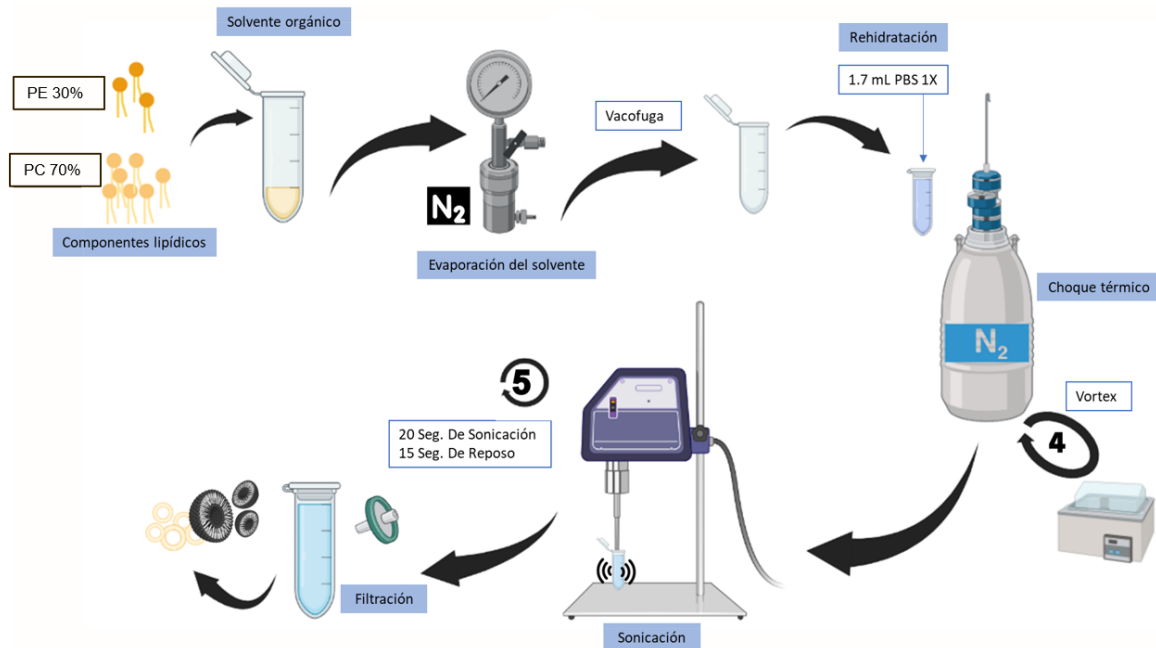 Solvente orgánico
PE 30%
PC 70%
Componentes lipídicos
N2
Evaporación del solvente
Vacofuga
Rehidratación
1.7 mL PBS 1X
Choque térmico
N2
Vortex
4
5
20 Seg. De Sonicación
15 Seg. De Reposo
Sonicación
Filtración